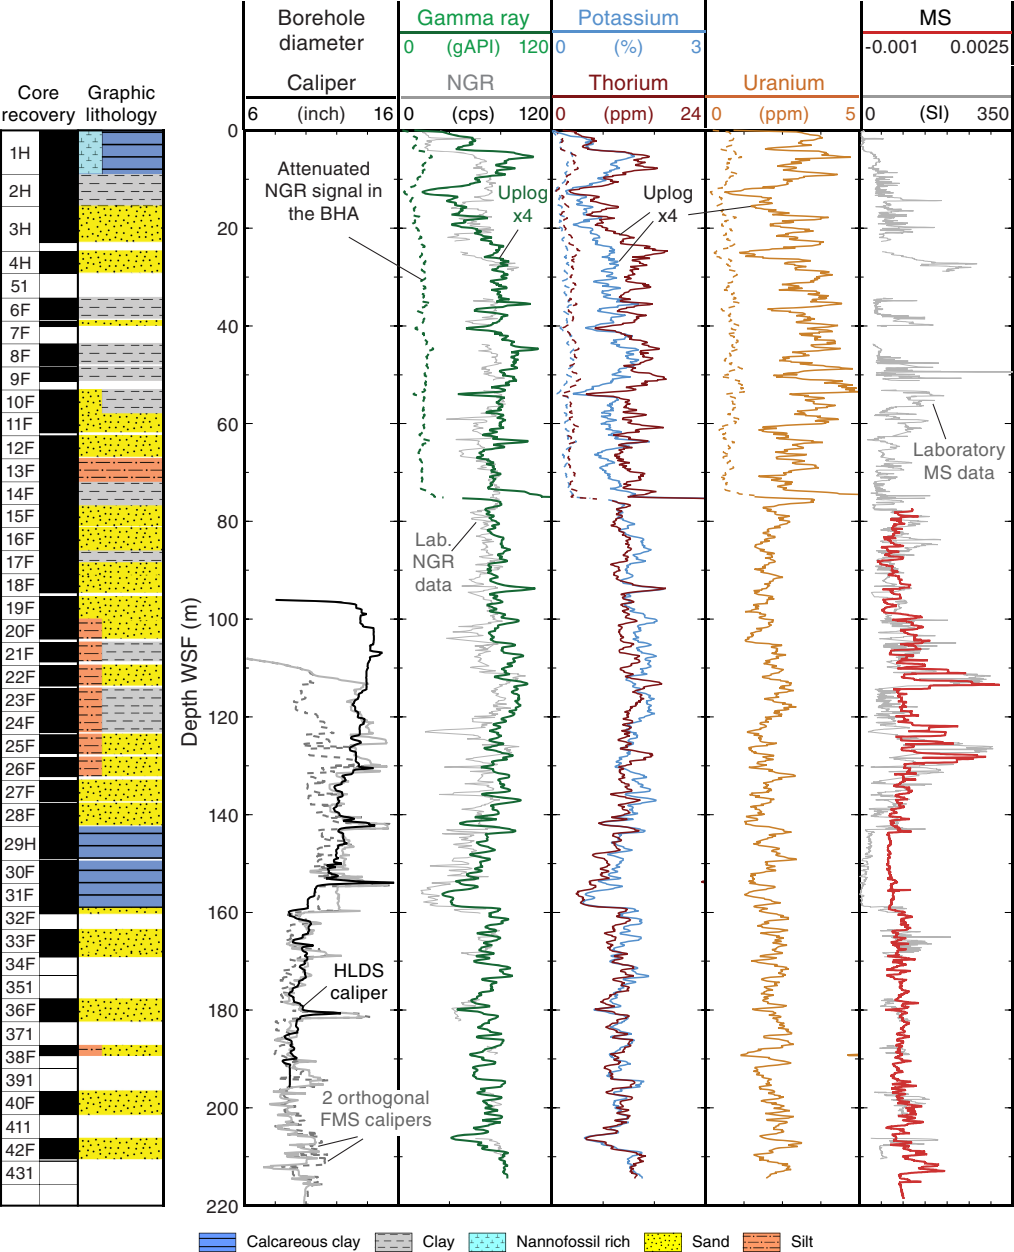 Borehole
diameter
Gamma ray
0 (gAPI) 120
Potassium
0 (%) 3
MS
-0.001 0.0025
Core
recovery
Graphic
lithology
Caliper
6 (inch) 16
NGR
0 (cps) 120
Thorium
0 (ppm) 24
Uranium
0 (ppm) 5
0 (SI) 350
Attenuated
NGR signal in
the BHA
Uplog
x4
Uplog
x4
Laboratory
MS data
Lab.
NGR
data
HLDS
caliper
2 orthogonal
FMS calipers
Depth WSF (m)
0
20
40
60
80
100
120
140
160
180
200
220
1H
2H
3H
4H
51
6F
7F
8F
9F
10F
11F
12F
13F
14F
15F
16F
17F
18F
19F
20F
21F
22F
23F
24F
25F
26F
27F
28F
29H
30F
31F
32F
33F
34F
351
36F
371
38F
391
40F
411
42F
431
Calcareous clay
Clay
Nannofossil rich
Sand
Silt